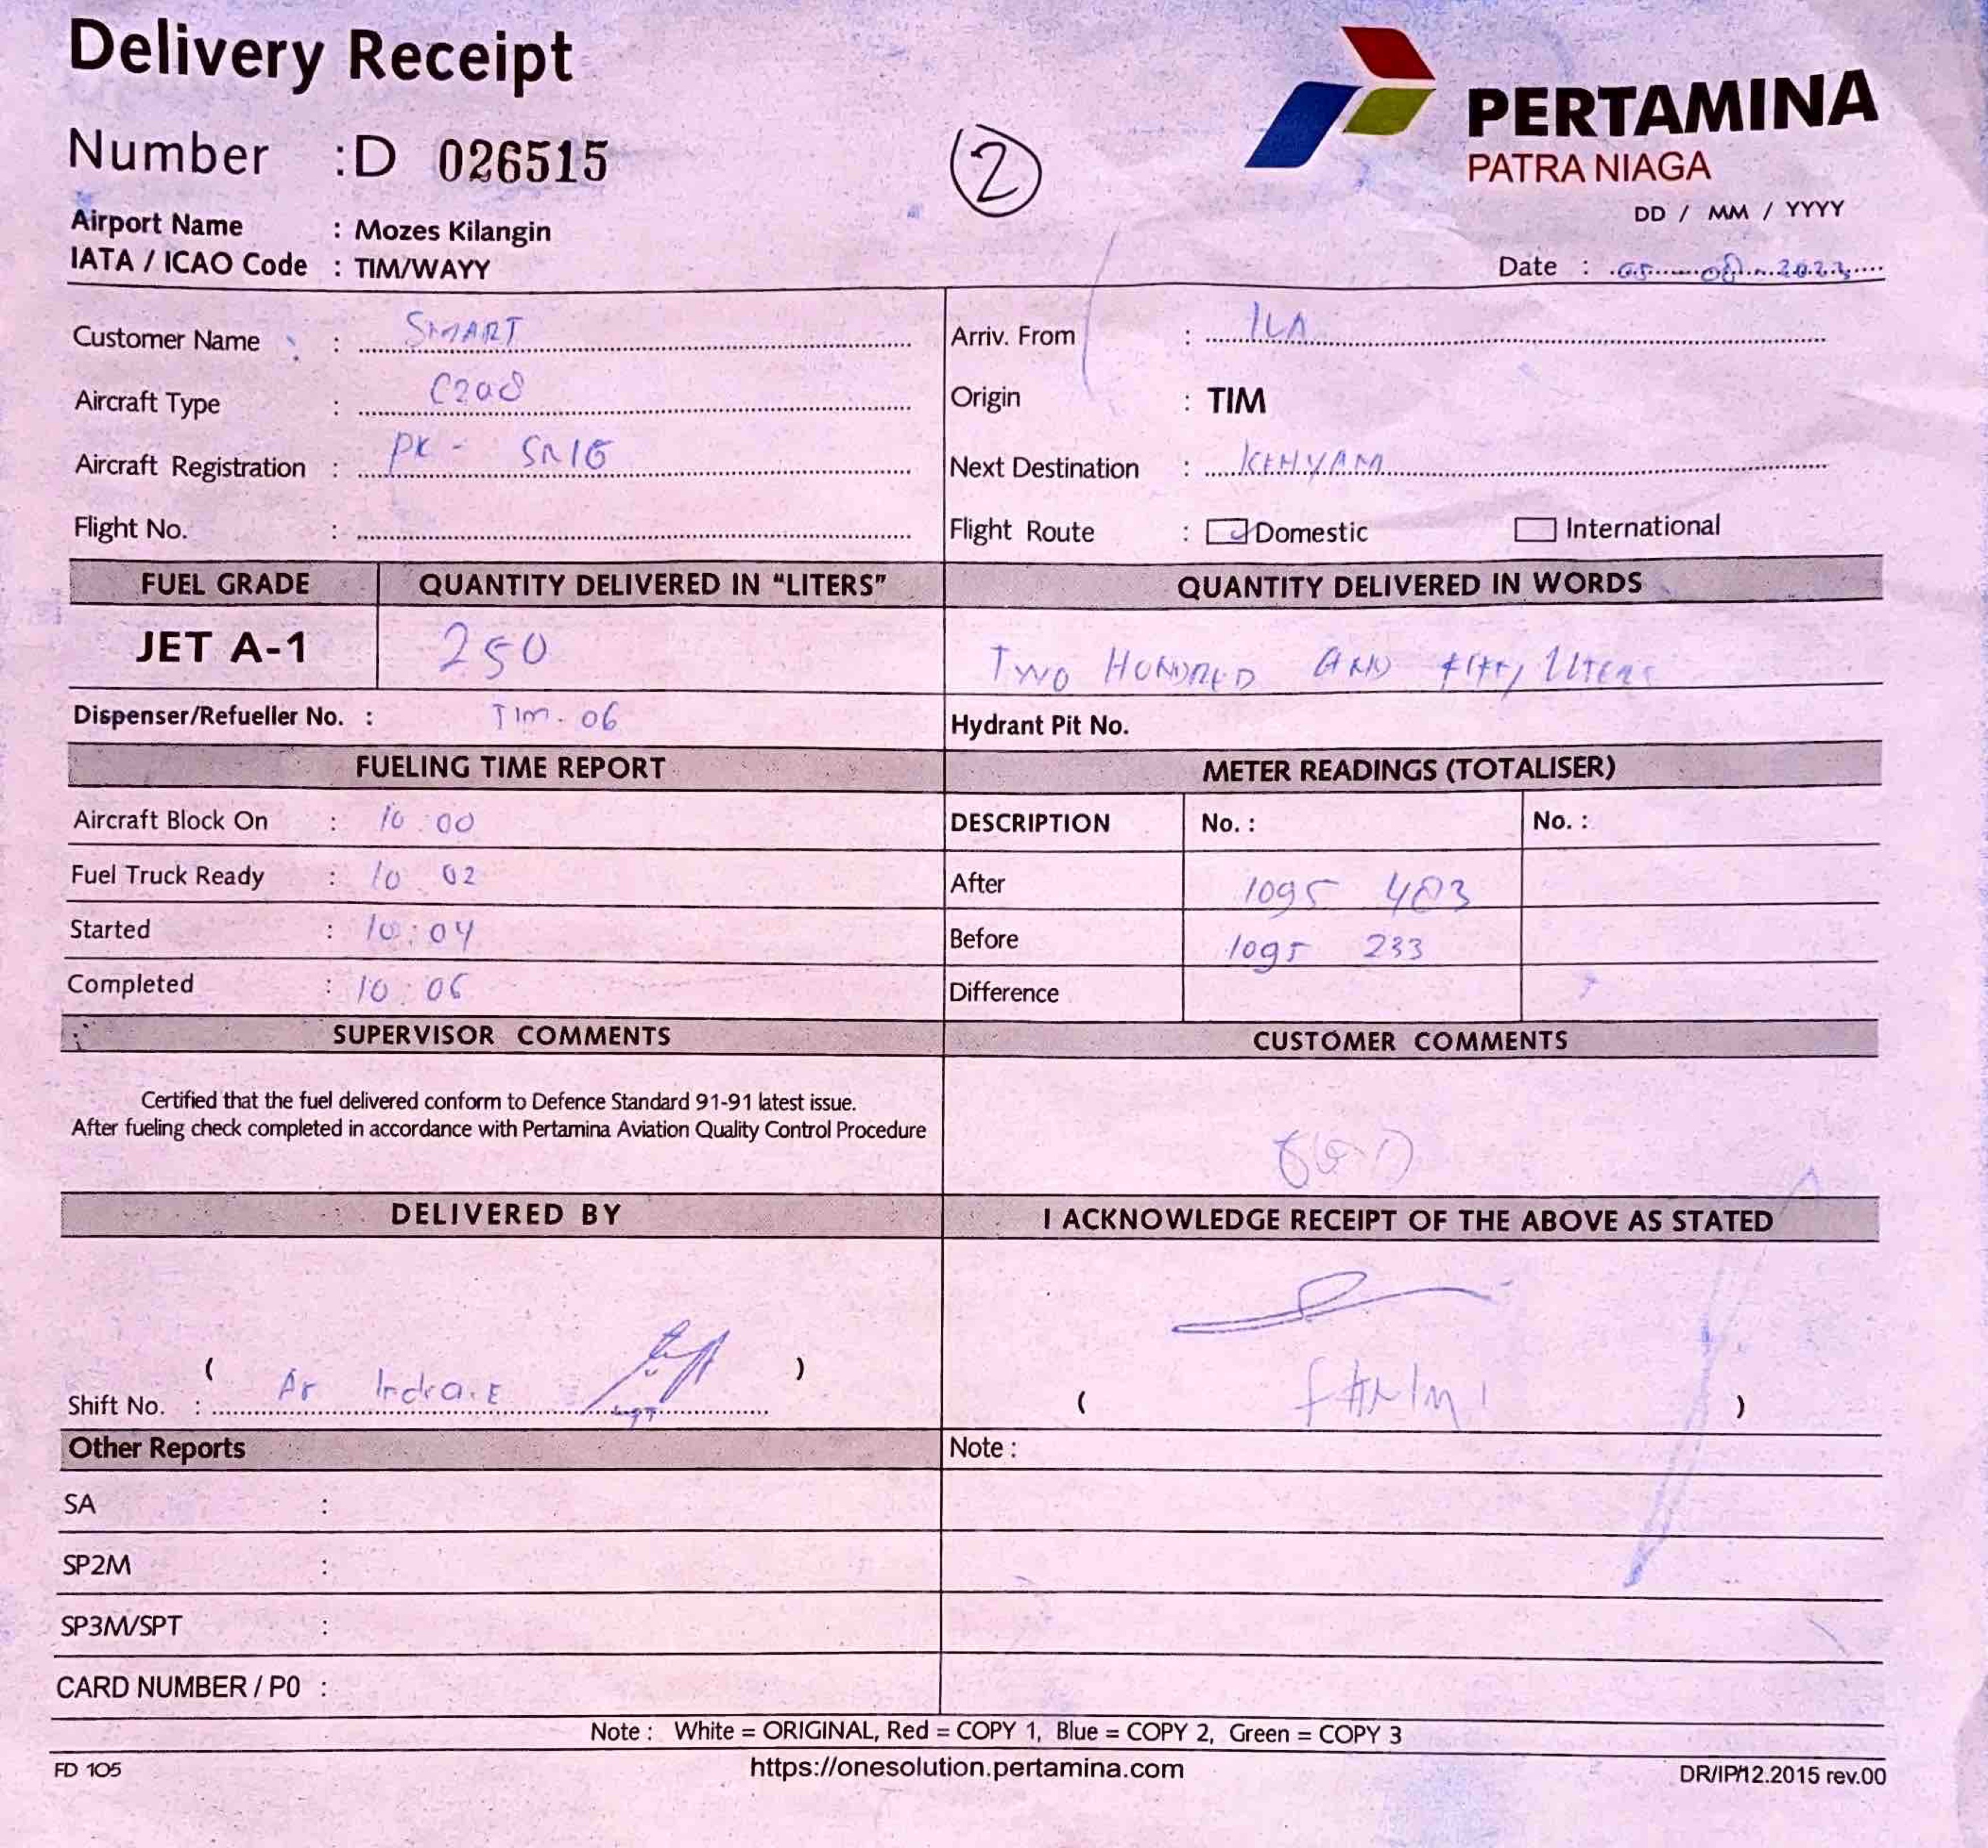 Delivery Receipt
Number :D 026515
2
PERTAMINA
PATRA NIAGA
DD / MM / YYYY
Airport Name : Mozes Kilangin
IATA / ICAO Code : TIM/WAYY
Date :
Customer Name : SMART
Arriv. From : ILA
Aircraft Type : C208
Origin : TIM
Aircraft Registration : PK -
Next Destination : KENYAM
Flight No. :
Flight Route : Domestic International
FUEL GRADE QUANTITY DELIVERED IN "LITERS" QUANTITY DELIVERED IN WORDS
JET A-1 250 TWO HUNDRED AND FIFTY LITERS
Dispenser/Refueller No. : TIM. 06
Hydrant Pit No.
FUELING TIME REPORT METER READINGS (TOTALISER)
Aircraft Block On : 10 00
DESCRIPTION No. : No. :
Fuel Truck Ready : 10 02
After 1095 483
Started : 10:04
Before 1095 233
Completed : 10:06
Difference
SUPERVISOR COMMENTS CUSTOMER COMMENTS
Certified that the fuel delivered conform to Defence Standard 91-91 latest issue.
After fueling check completed in accordance with Pertamina Aviation Quality Control Procedure
DELIVERED BY I ACKNOWLEDGE RECEIPT OF THE ABOVE AS STATED
( )
Shift No. : Indra.E
( )
Other Reports Note :
SA :
SP2M :
SP3M/SPT :
CARD NUMBER / P0 :
Note : White = ORIGINAL, Red = COPY 1, Blue = COPY 2, Green = COPY 3
FD 105 https://onesolution.pertamina.com DR/IP/12.2015 rev.00